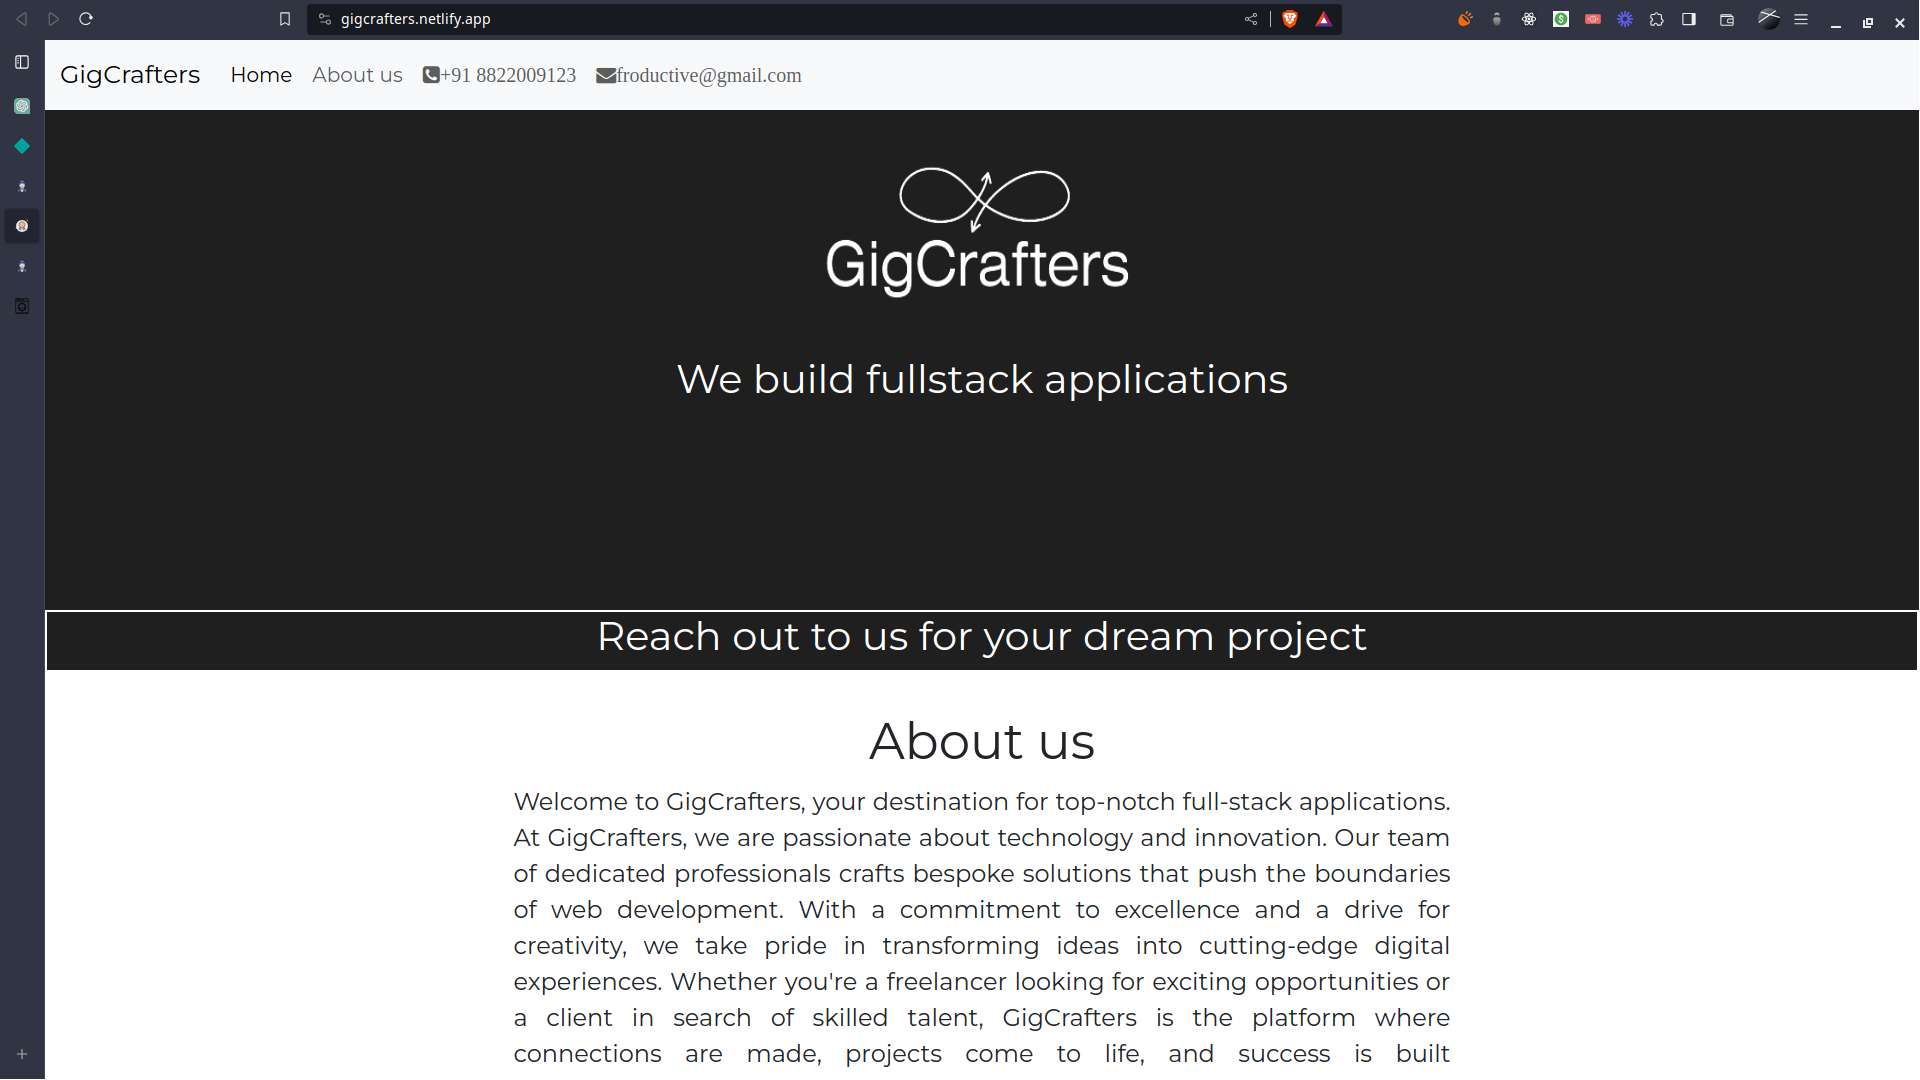 gigcrafters.netlify.app
GigCrafters Home About us +91 8822009123 froductive@gmail.com
GigCrafters
We build fullstack applications
Reach out to us for your dream project
About us
Welcome to GigCrafters, your destination for top-notch full-stack applications.
At GigCrafters, we are passionate about technology and innovation. Our team
of dedicated professionals crafts bespoke solutions that push the boundaries
of web development. With a commitment to excellence and a drive for
creativity, we take pride in transforming ideas into cutting-edge digital
experiences. Whether you're a freelancer looking for exciting opportunities or
a client in search of skilled talent, GigCrafters is the platform where
connections are made, projects come to life, and success is built